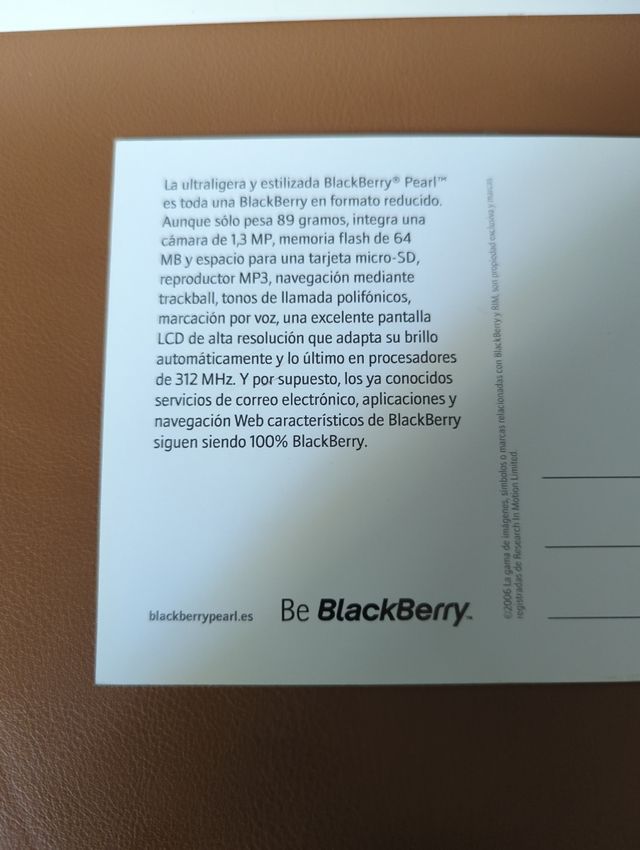 La ultraligera y estilizada BlackBerry® Pearl™
es toda una BlackBerry en formato reducido.
Aunque sólo pesa 89 gramos, integra una
cámara de 1,3 MP, memoria flash de 64
MB y espacio para una tarjeta micro-SD,
reproductor MP3, navegación mediante
trackball, tonos de llamada polifónicos,
marcación por voz, una excelente pantalla
LCD de alta resolución que adapta su brillo
automáticamente y lo último en procesadores
de 312 MHz. Y por supuesto, los ya conocidos
servicios de correo electrónico, aplicaciones y
navegación Web característicos de BlackBerry
siguen siendo 100% BlackBerry.
blackberrypearl.es
Be BlackBerry™
©2006 La gama de imágenes, símbolos o marcas relacionadas con BlackBerry y RIM, son propiedad exclusiva y marcas
registradas de Research In Motion Limited.